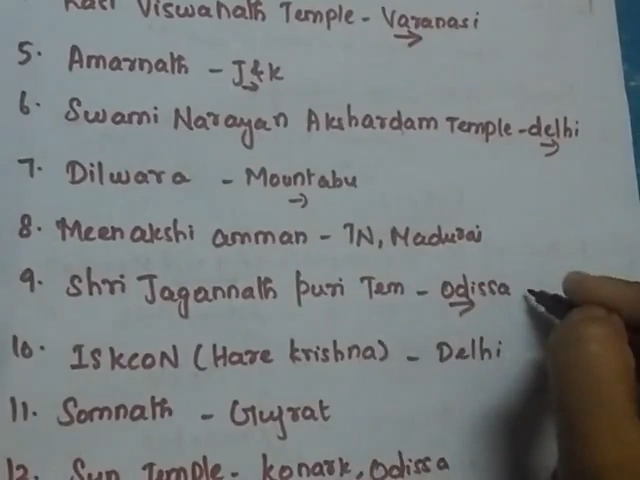 Kasi Viswanath Temple - Varanasi
5. Amarnath - J&K
6. Swami Narayan Akshardam Temple - delhi
7. Dilwara - Mountabu
8. Meenakshi amman - TN, Madurai
9. Shri Jagannath puri Tem - odissa
10. ISKCON (Hare krishna) - Delhi
11. Somnath - Gujrat
12. Sun Temple - konark, Odissa